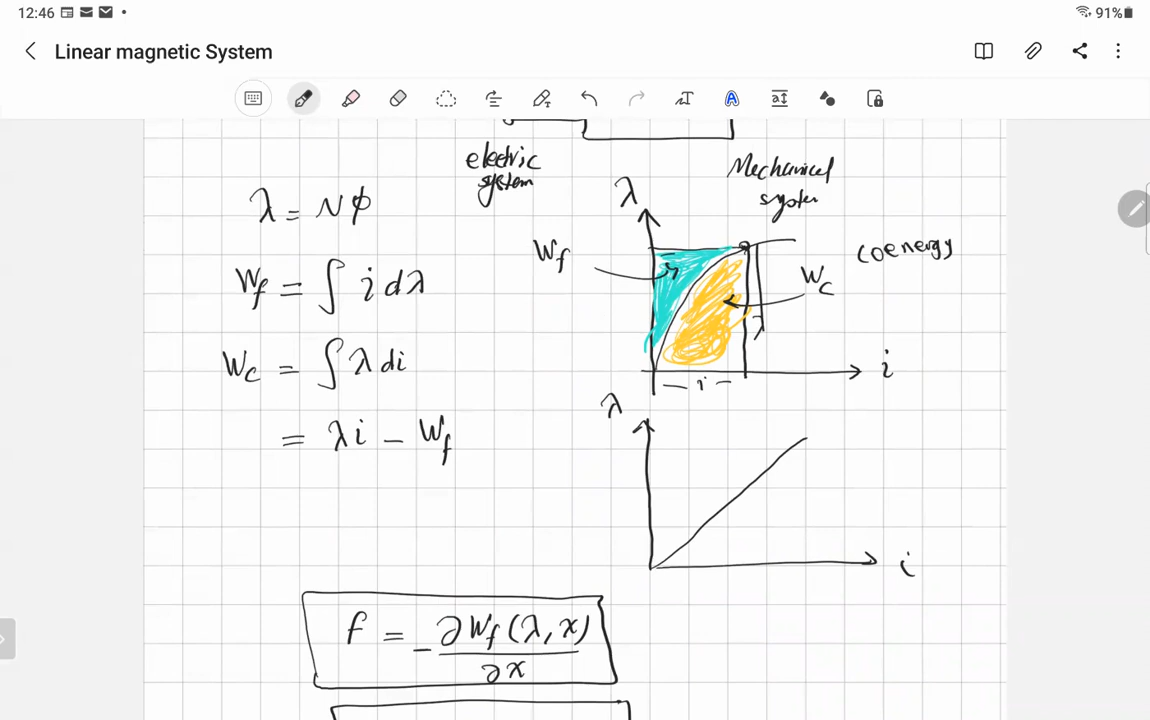 12:46
91%
Linear magnetic System
electric
system
Mechanical
system
λ = Nϕ
λ
W_f
coenergy
W_c
W_f = ∫ i dλ
λ
i
i
W_c = ∫ λ di
= λi - W_f
λ
i
f = - ∂W_f(λ, x) / ∂x